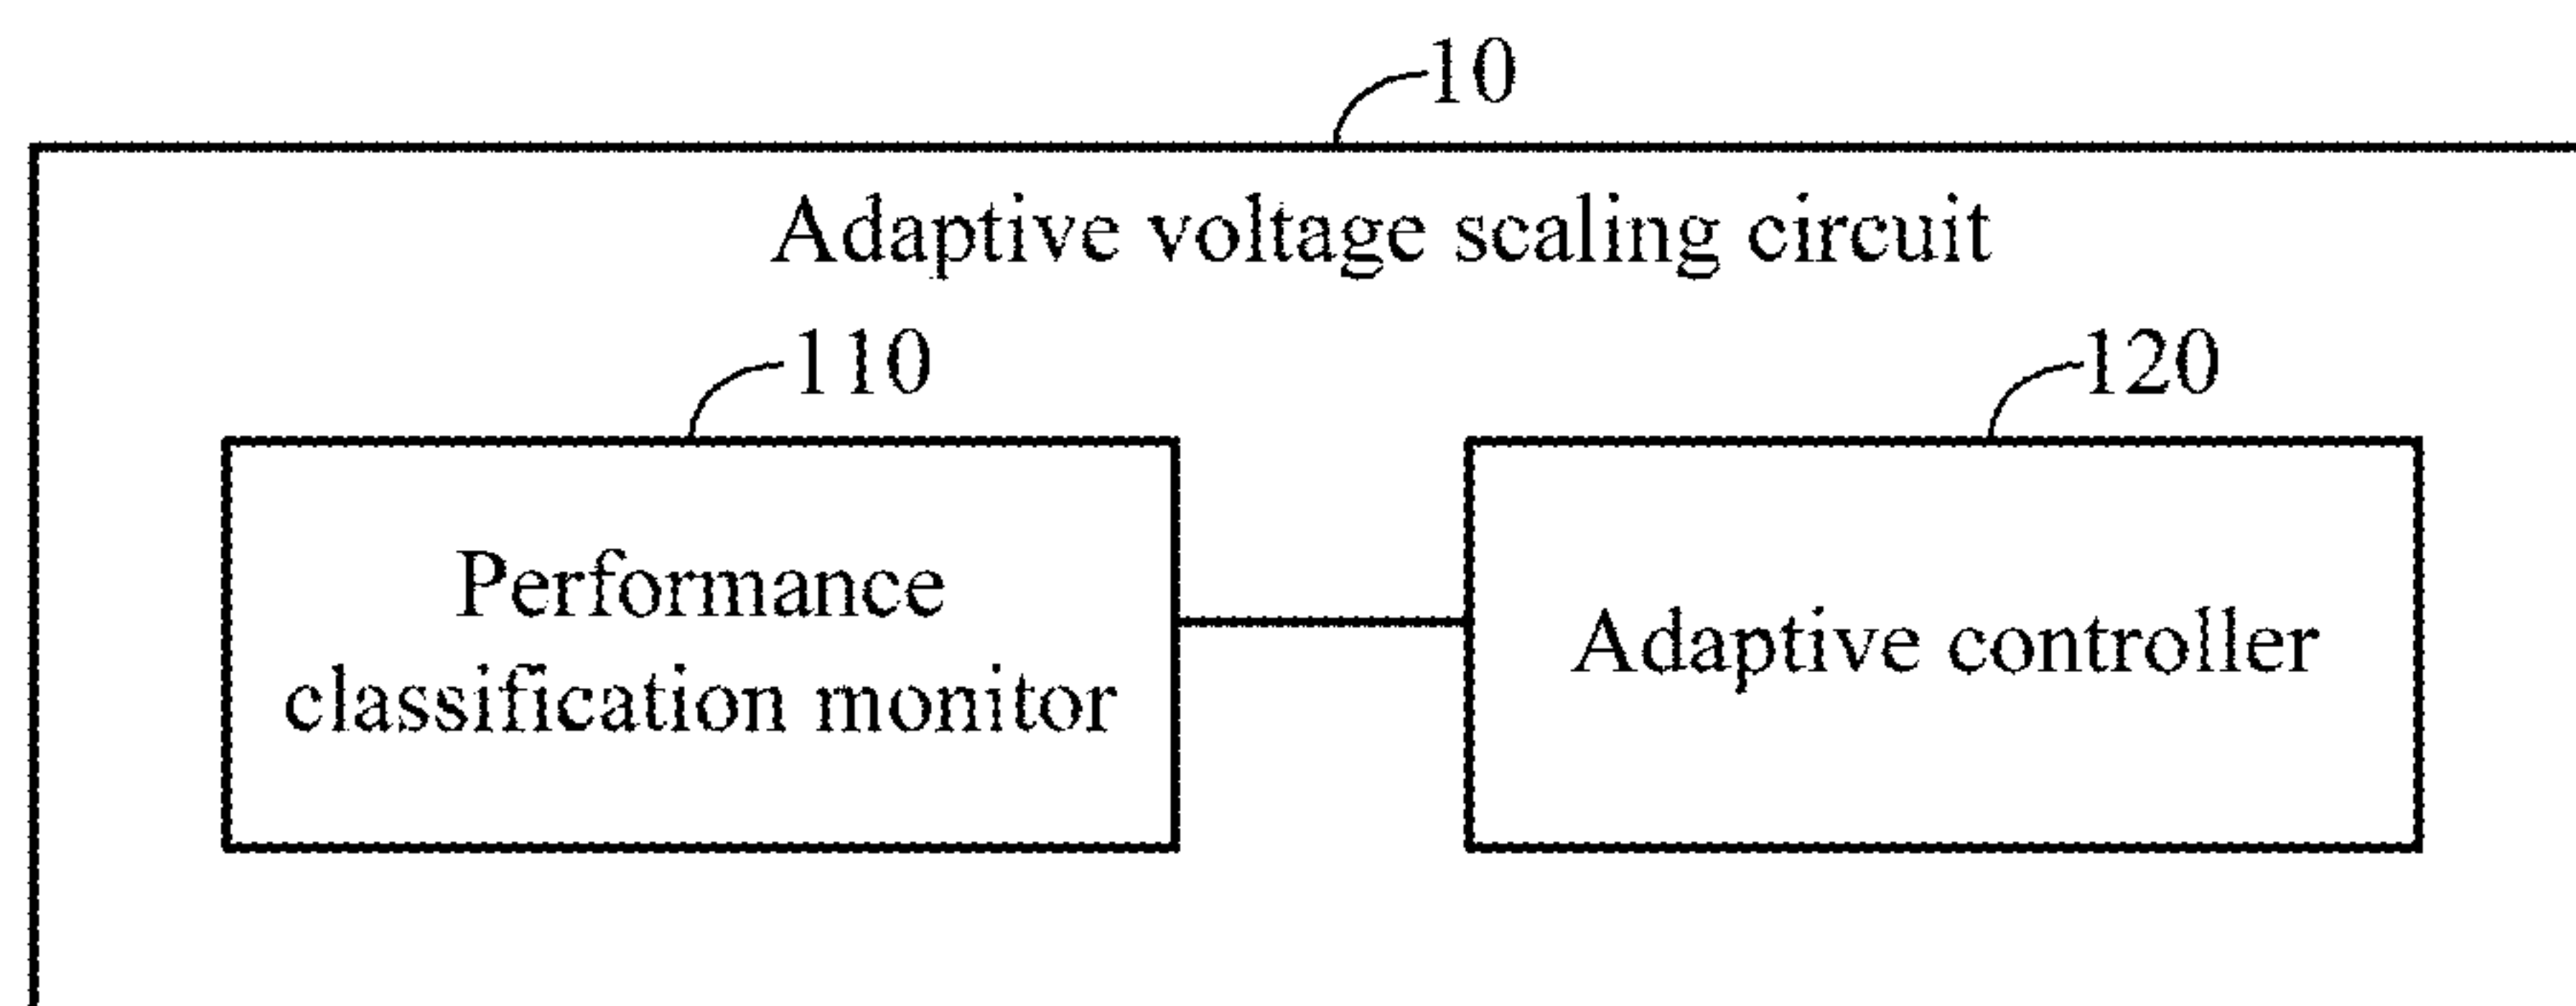 10
Adaptive voltage scaling circuit
110
120
Performance
classification monitor
Adaptive controller